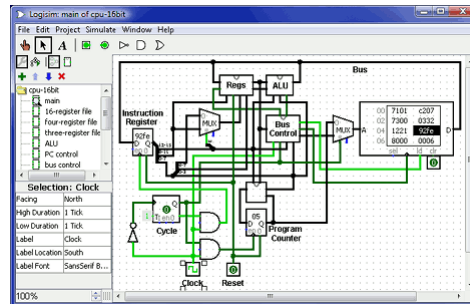 Logisim: main of cpu-16bit
File Edit Project Simulate Window Help
A
cpu-16bit
main
16-register file
four-register file
three-register file
ALU
PC control
bus control
Selection: Clock
Facing North
High Duration 1 Tick
Low Duration 1 Tick
Label Clock
Label Location South
Label Font SansSerif B...
100%
Bus
Regs
ALU
Instruction
Register
92fe
D Q
MUX
Bus
Control
MUX
A
D
00 7101 c207
02 7300 0332
04 1221 92fe
06 8000 0006
sel ld clr
Cycle
05
D Q
Program
Counter
Clock
Reset